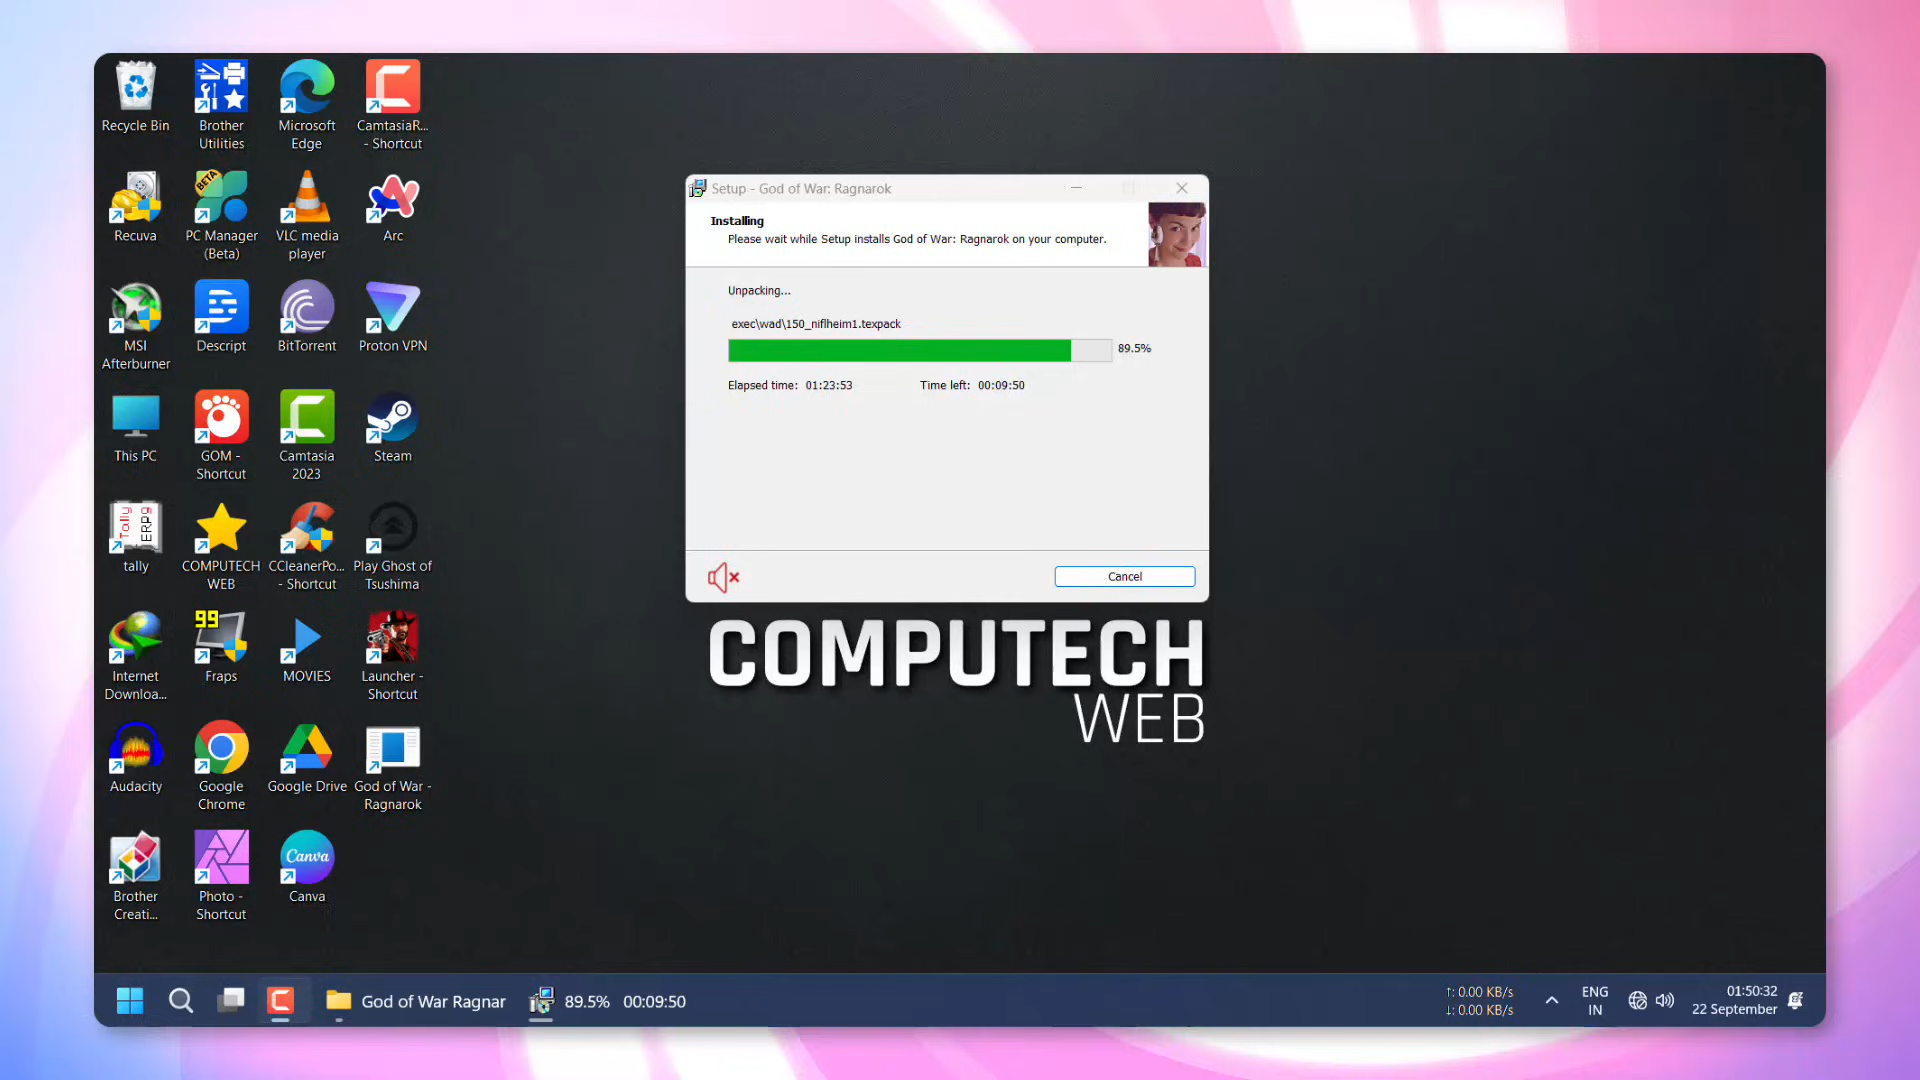 Recycle Bin
Brother
Utilities
Microsoft
Edge
CamtasiaR...
- Shortcut
Recuva
BETA
PC Manager
(Beta)
VLC media
player
Arc
MSI
Afterburner
Descript
BitTorrent
Proton VPN
This PC
GOM -
Shortcut
Camtasia
2023
Steam
Tally
ERP9
tally
COMPUTECH
WEB
CCleanerPo...
- Shortcut
Play Ghost of
Tsushima
Internet
Downloa...
99
Fraps
MOVIES
Launcher -
Shortcut
Audacity
Google
Chrome
Google Drive
God of War -
Ragnarok
Brother
Creati...
Photo -
Shortcut
Canva
Canva
Setup - God of War: Ragnarok
Installing
Please wait while Setup installs God of War: Ragnarok on your computer.
Unpacking...
exec\wad\150_niflheim1.texpack
89.5%
Elapsed time: 01:23:53 Time left: 00:09:50
Cancel
COMPUTECH
WEB
God of War Ragnar
89.5% 00:09:50
↑: 0.00 KB/s
↓: 0.00 KB/s
ENG
IN
01:50:32
22 September